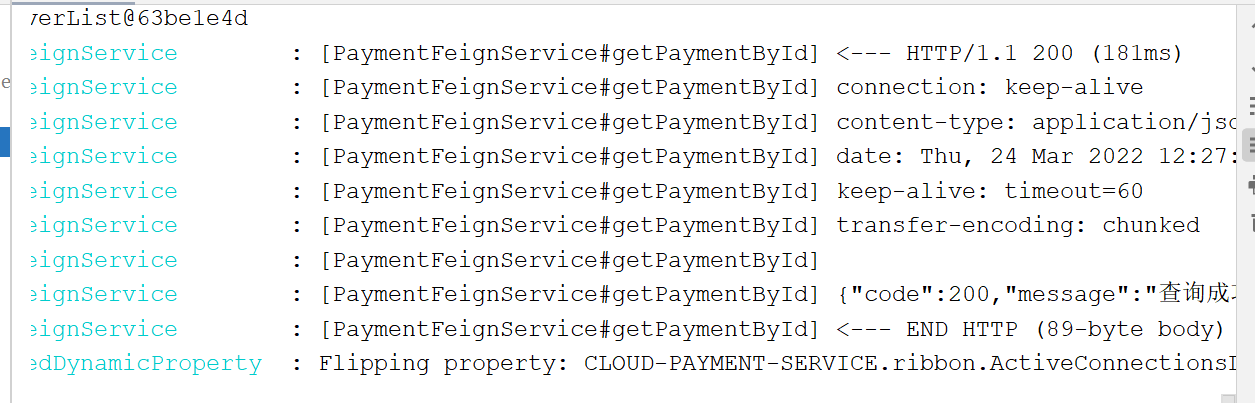 verList@63be1e4d
eignService : [PaymentFeignService#getPaymentById] <--- HTTP/1.1 200 (181ms)
eignService : [PaymentFeignService#getPaymentById] connection: keep-alive
eignService : [PaymentFeignService#getPaymentById] content-type: application/jso
eignService : [PaymentFeignService#getPaymentById] date: Thu, 24 Mar 2022 12:27:
eignService : [PaymentFeignService#getPaymentById] keep-alive: timeout=60
eignService : [PaymentFeignService#getPaymentById] transfer-encoding: chunked
eignService : [PaymentFeignService#getPaymentById]
eignService : [PaymentFeignService#getPaymentById] {"code":200,"message":"查询成
eignService : [PaymentFeignService#getPaymentById] <--- END HTTP (89-byte body)
edDynamicProperty : Flipping property: CLOUD-PAYMENT-SERVICE.ribbon.ActiveConnections